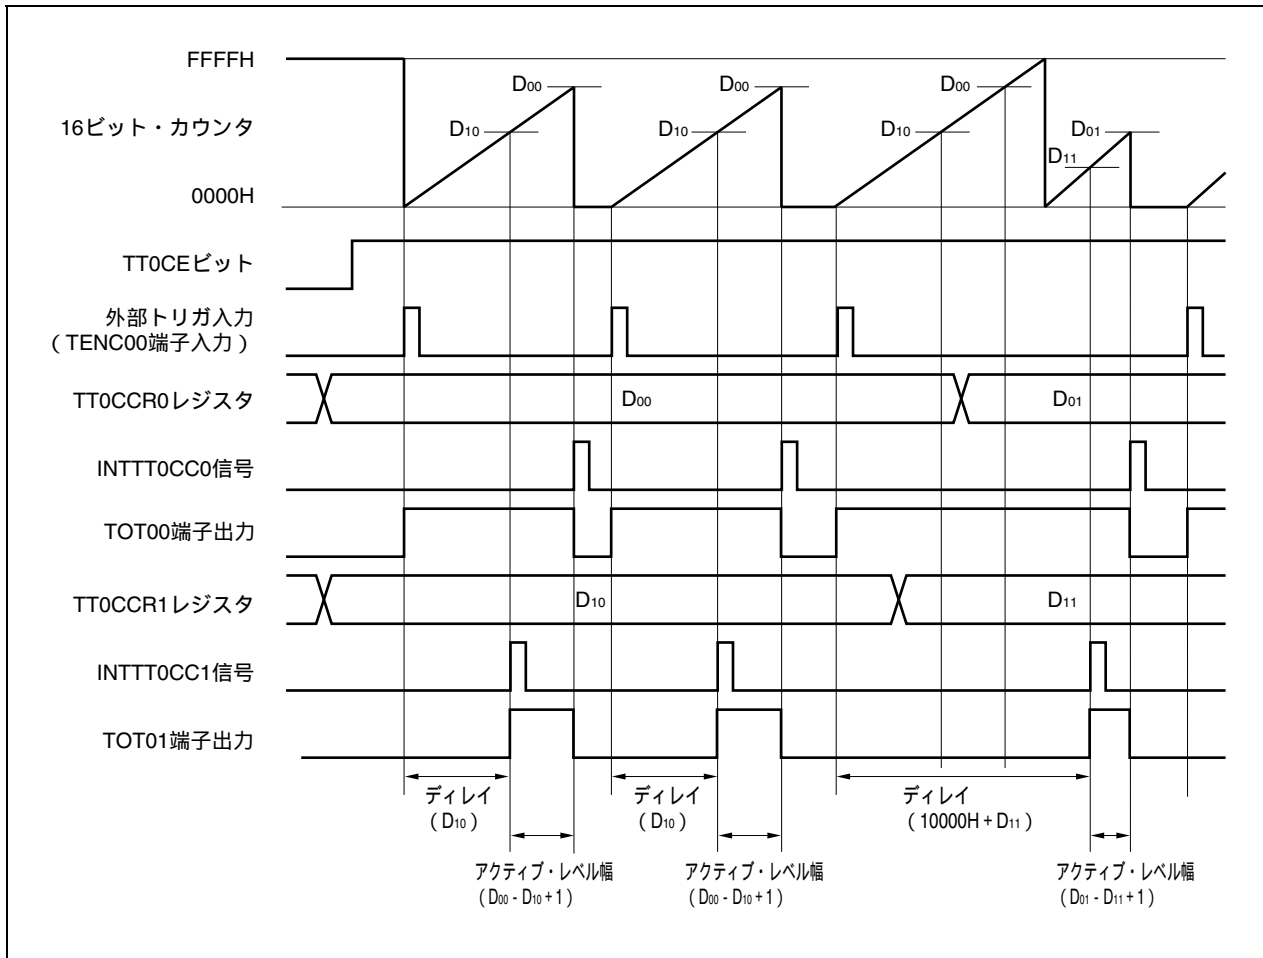 FFFFH
D00
D00
D00
16ビット・カウンタ
D10
D10
D10
D01
D11
0000H
TT0CEビット
外部トリガ入力
（TENC00端子入力）
TT0CCR0レジスタ
D00
D01
INTTT0CC0信号
TOT00端子出力
TT0CCR1レジスタ
D10
D11
INTTT0CC1信号
TOT01端子出力
ディレイ
（D10）
ディレイ
（D10）
ディレイ
（10000H + D11）
アクティブ・レベル幅
（D00 - D10 + 1）
アクティブ・レベル幅
（D00 - D10 + 1）
アクティブ・レベル幅
（D01 - D11 + 1）